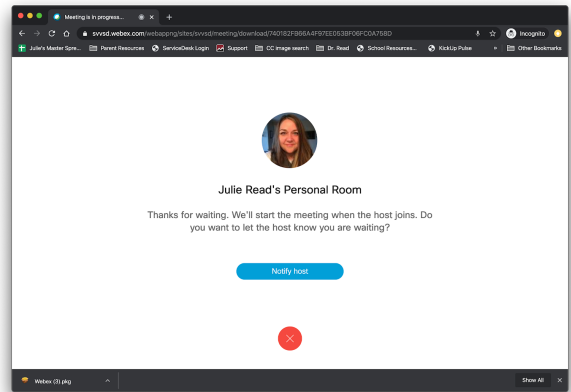 Meeting is in progress...
svvsd.webex.com/webappng/sites/svvsd/meeting/download/740182F966A4F97EE053BF06FC0A758D
Incognito
Julie's Master Spre... Parent Resources ServiceDesk Login Support CC image search Dr. Read School Resources... KickUp Pulse » Other Bookmarks
Julie Read's Personal Room
Thanks for waiting. We'll start the meeting when the host joins. Do
you want to let the host know you are waiting?
Notify host
Webex (3).pkg
Show All